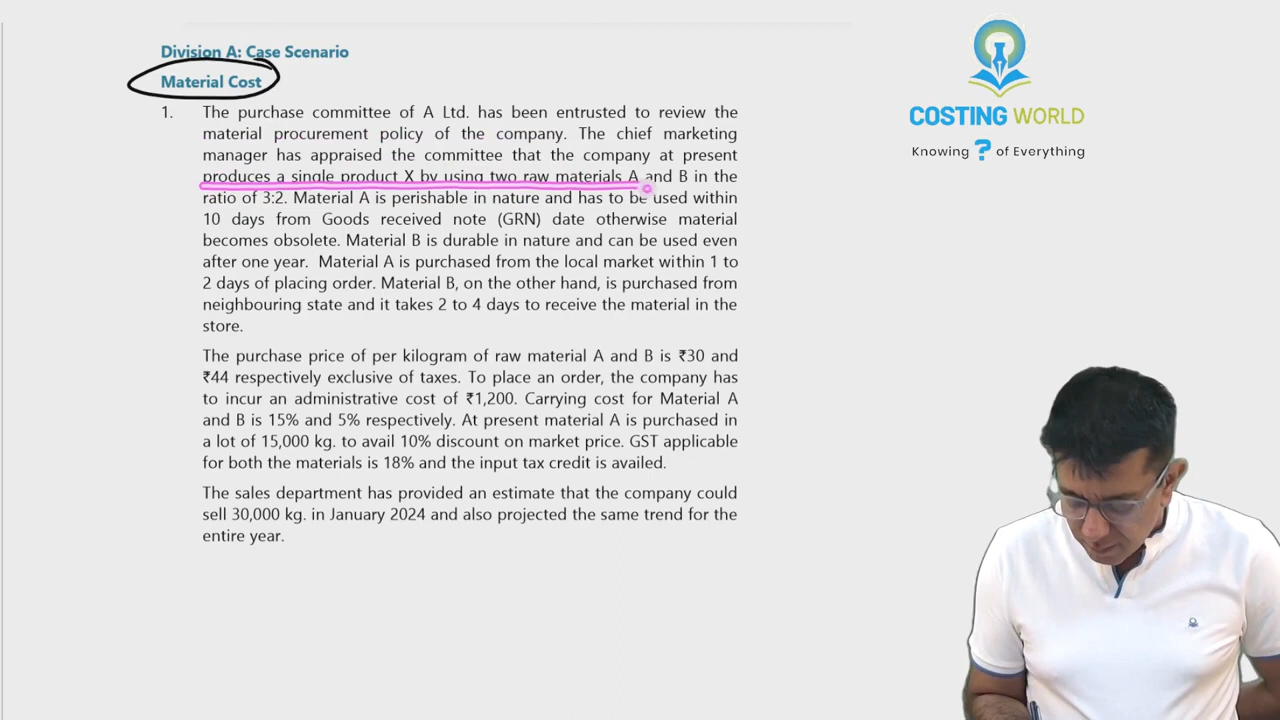 Division A: Case Scenario
Material Cost
1. The purchase committee of A Ltd. has been entrusted to review the
material procurement policy of the company. The chief marketing
manager has appraised the committee that the company at present
produces a single product X by using two raw materials A and B in the
ratio of 3:2. Material A is perishable in nature and has to be used within
10 days from Goods received note (GRN) date otherwise material
becomes obsolete. Material B is durable in nature and can be used even
after one year. Material A is purchased from the local market within 1 to
2 days of placing order. Material B, on the other hand, is purchased from
neighbouring state and it takes 2 to 4 days to receive the material in the
store.
The purchase price of per kilogram of raw material A and B is ₹30 and
₹44 respectively exclusive of taxes. To place an order, the company has
to incur an administrative cost of ₹1,200. Carrying cost for Material A
and B is 15% and 5% respectively. At present material A is purchased in
a lot of 15,000 kg. to avail 10% discount on market price. GST applicable
for both the materials is 18% and the input tax credit is availed.
The sales department has provided an estimate that the company could
sell 30,000 kg. in January 2024 and also projected the same trend for the
entire year.
COSTING WORLD
Knowing ? of Everything